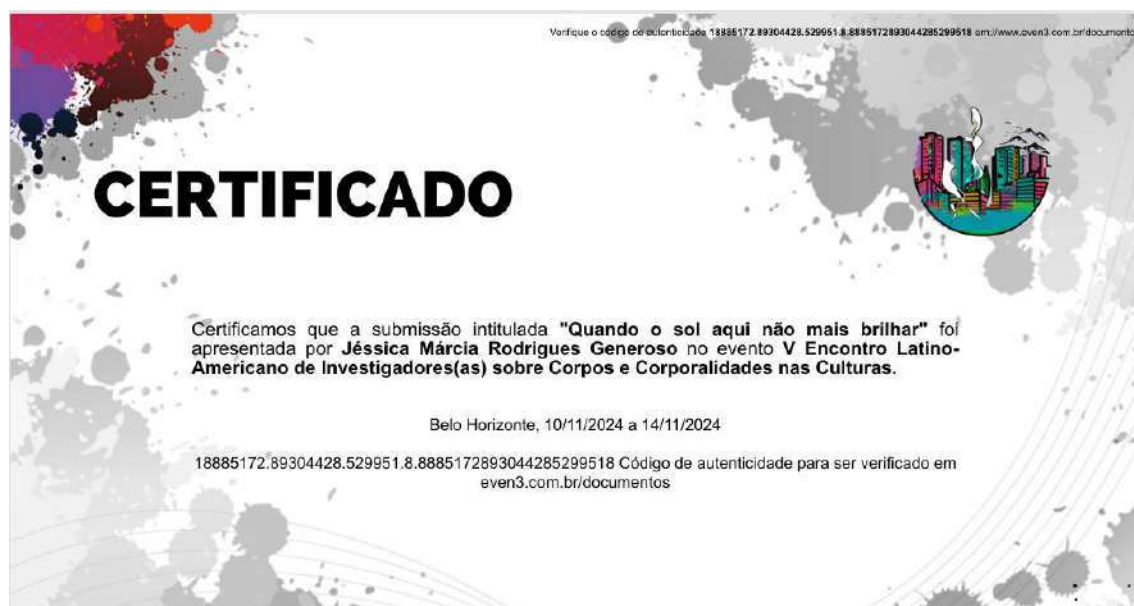 Verifique o código de autenticidade 18885172.89304428.529951.8.8885172893044285299518 em://www.even3.com.br/documentos
CERTIFICADO
Certificamos que a submissão intitulada "Quando o sol aqui não mais brilhar" foi
apresentada por Jéssica Márcia Rodrigues Generoso no evento V Encontro Latino-
Americano de Investigadores(as) sobre Corpos e Corporalidades nas Culturas.
Belo Horizonte, 10/11/2024 a 14/11/2024
18885172.89304428.529951.8.8885172893044285299518 Código de autenticidade para ser verificado em
even3.com.br/documentos